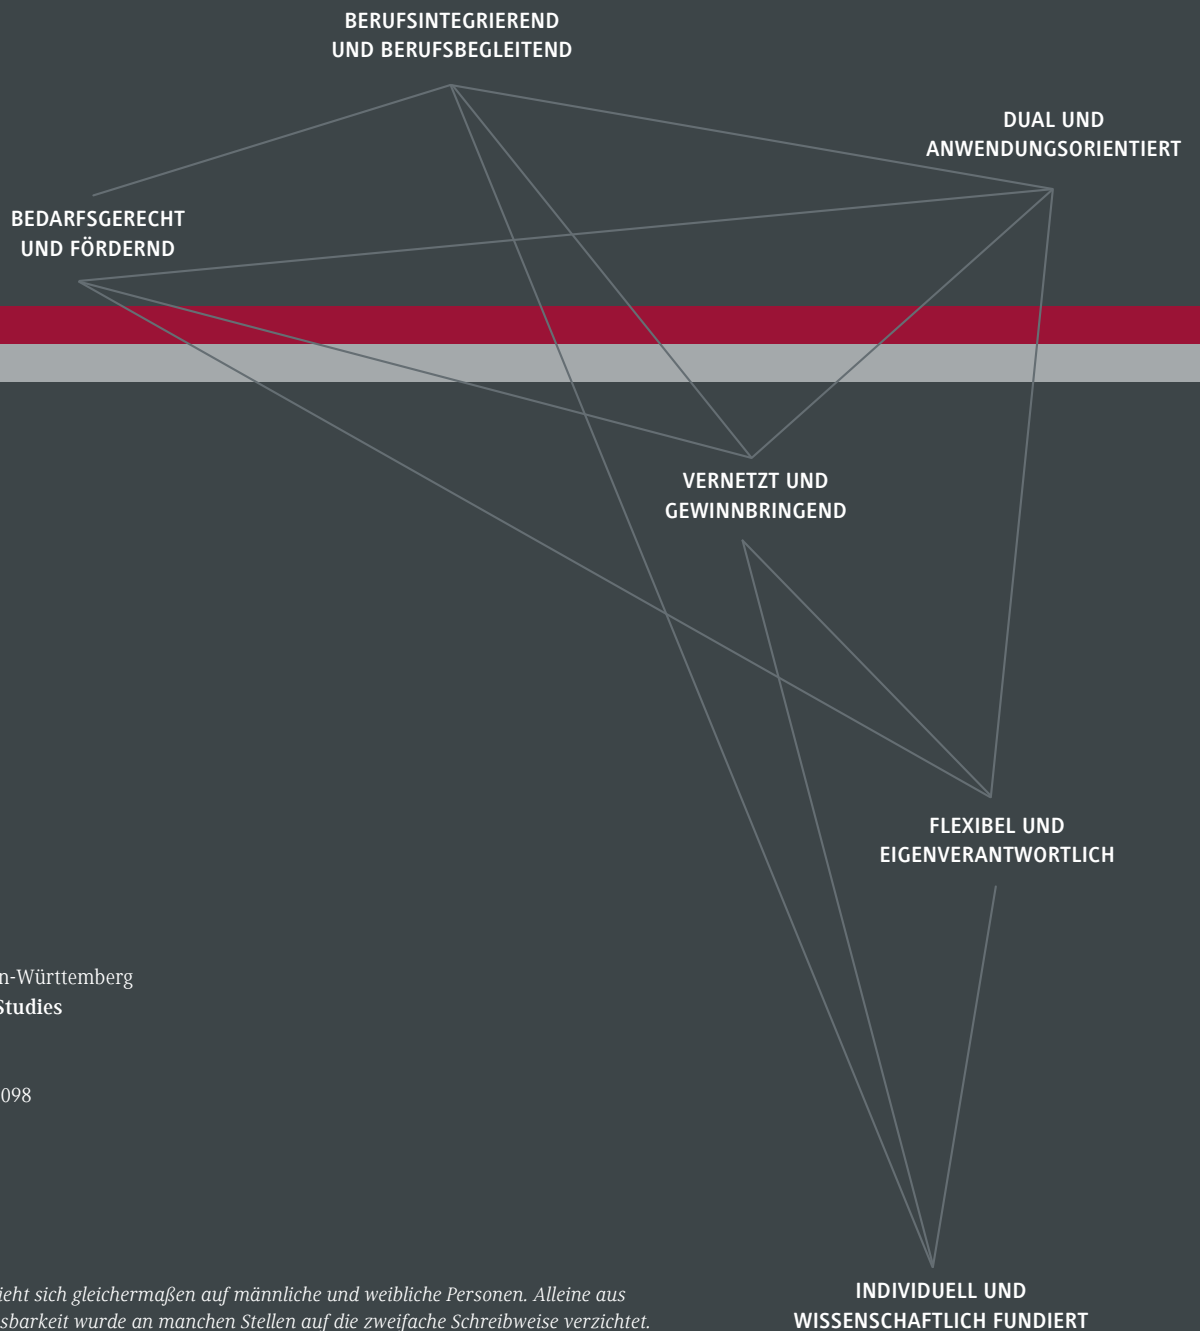 BERUFSINTEGRIEREND
UND BERUFSBEGLEITEND
DUAL UND
ANWENDUNGSORIENTIERT
BEDARFSGERECHT
UND FÖRDERND
VERNETZT UND
GEWINNBRINGEND
FLEXIBEL UND
EIGENVERANTWORTLICH
n-Württemberg
Studies
098
INDIVIDUELL UND
WISSENSCHAFTLICH FUNDIERT
ieht sich gleichermaßen auf männliche und weibliche Personen. Alleine aus
sbarkeit wurde an manchen Stellen auf die zweifache Schreibweise verzichtet.